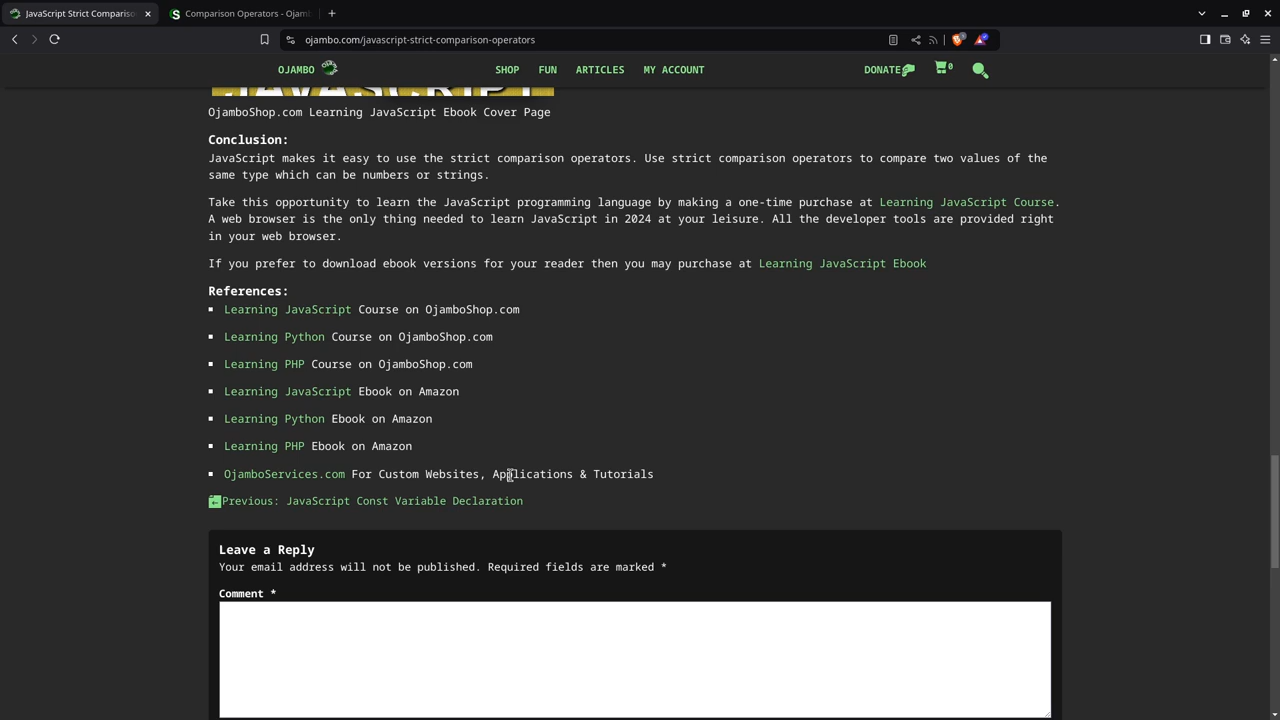 JavaScript Strict Compariso
Comparison Operators - Ojam
ojambo.com/javascript-strict-comparison-operators
OJAMBO
SHOP
FUN
ARTICLES
MY ACCOUNT
DONATE
0
JAVASCRIPT
OjamboShop.com Learning JavaScript Ebook Cover Page
Conclusion:
JavaScript makes it easy to use the strict comparison operators. Use strict comparison operators to compare two values of the
same type which can be numbers or strings.
Take this opportunity to learn the JavaScript programming language by making a one-time purchase at Learning JavaScript Course.
A web browser is the only thing needed to learn JavaScript in 2024 at your leisure. All the developer tools are provided right
in your web browser.
If you prefer to download ebook versions for your reader then you may purchase at Learning JavaScript Ebook
References:
Learning JavaScript Course on OjamboShop.com
Learning Python Course on OjamboShop.com
Learning PHP Course on OjamboShop.com
Learning JavaScript Ebook on Amazon
Learning Python Ebook on Amazon
Learning PHP Ebook on Amazon
OjamboServices.com For Custom Websites, Applications & Tutorials
Previous: JavaScript Const Variable Declaration
Leave a Reply
Your email address will not be published. Required fields are marked *
Comment *